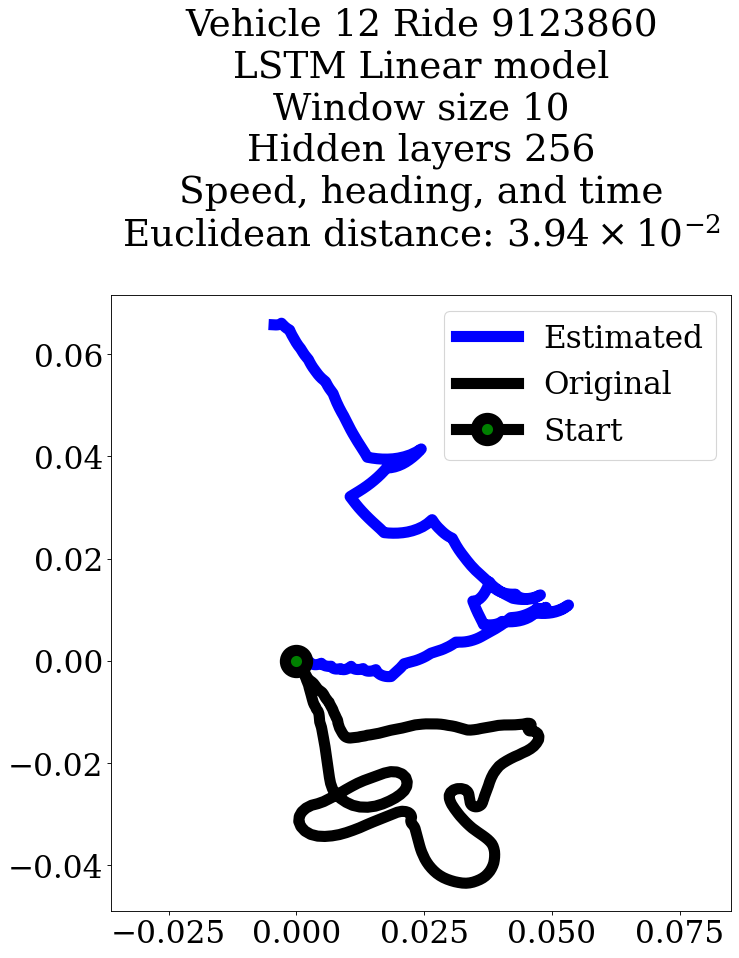 Vehicle 12 Ride 9123860
LSTM Linear model
Window size 10
Hidden layers 256
Speed, heading, and time
Euclidean distance: 3.94 × 10⁻²
Estimated
Original
Start
0.06
0.04
0.02
0.00
−0.02
−0.04
−0.025 0.000 0.025 0.050 0.075